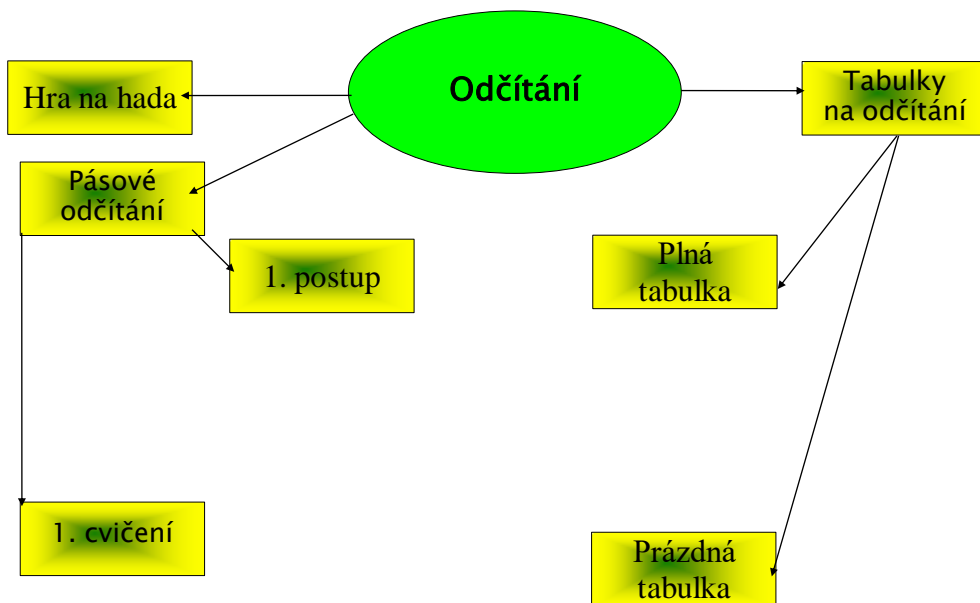 Odčítání
Hra na hada
Tabulky
na odčítání
Pásové
odčítání
1. postup
Plná
tabulka
1. cvičení
Prázdná
tabulka